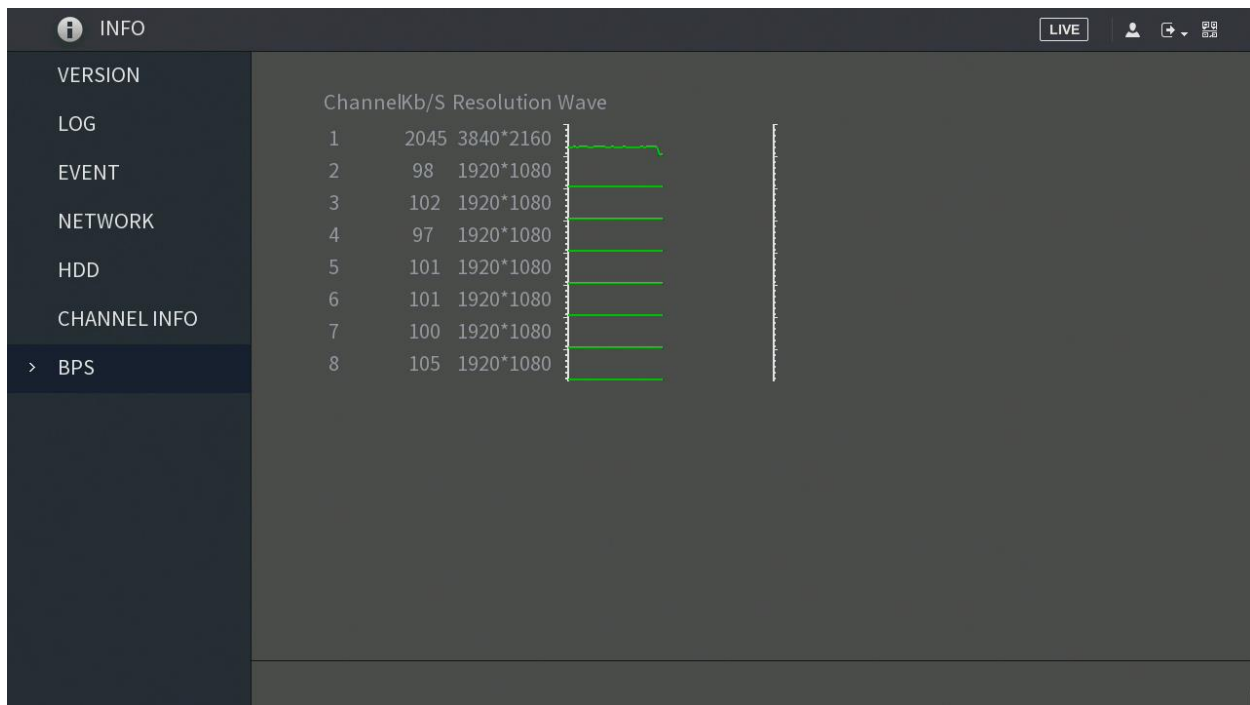 INFO
LIVE
VERSION
LOG
EVENT
NETWORK
HDD
CHANNEL INFO
> BPS
ChannelKb/S Resolution Wave
1 2045 3840*2160
2 98 1920*1080
3 102 1920*1080
4 97 1920*1080
5 101 1920*1080
6 101 1920*1080
7 100 1920*1080
8 105 1920*1080